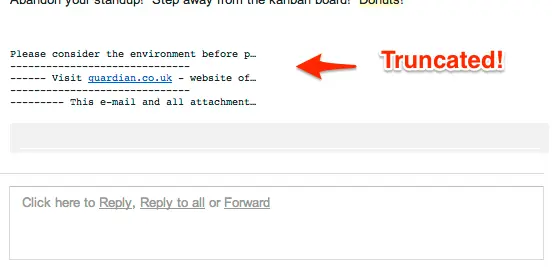 Abandon your standup! Step away from the kanban board! Donuts!
Please consider the environment before p…
--------------------------------
Truncated!
------ Visit guardian.co.uk - website of…
--------------------------------
--------- This e-mail and all attachment…
Click here to Reply, Reply to all or Forward